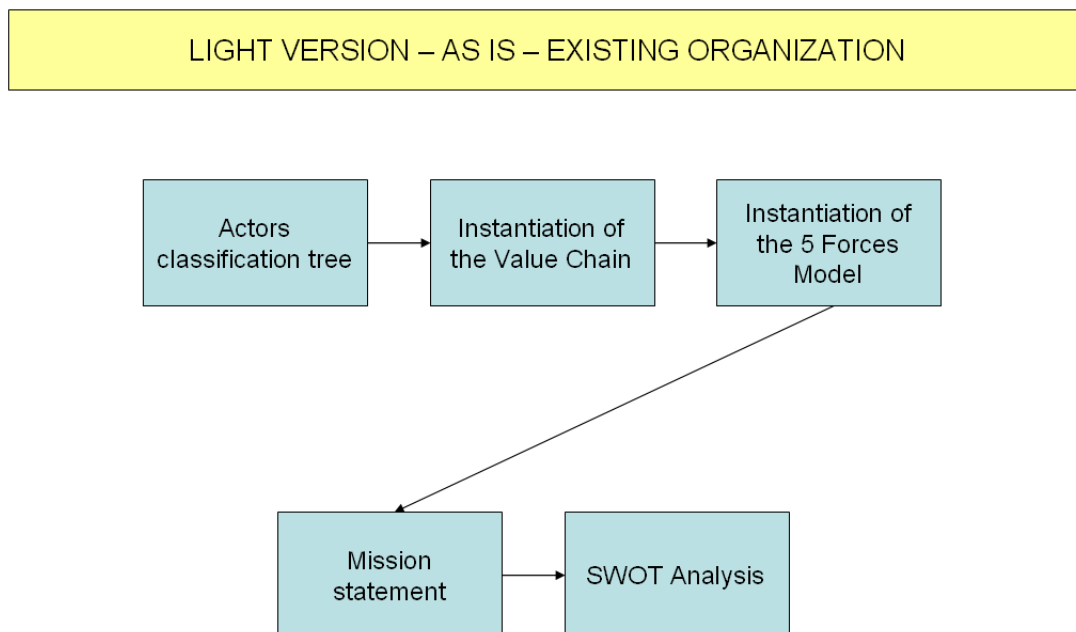 LIGHT VERSION – AS IS – EXISTING ORGANIZATION
Actors
classification tree
Instantiation of
the Value Chain
Instantiation of
the 5 Forces
Model
Mission
statement
SWOT Analysis